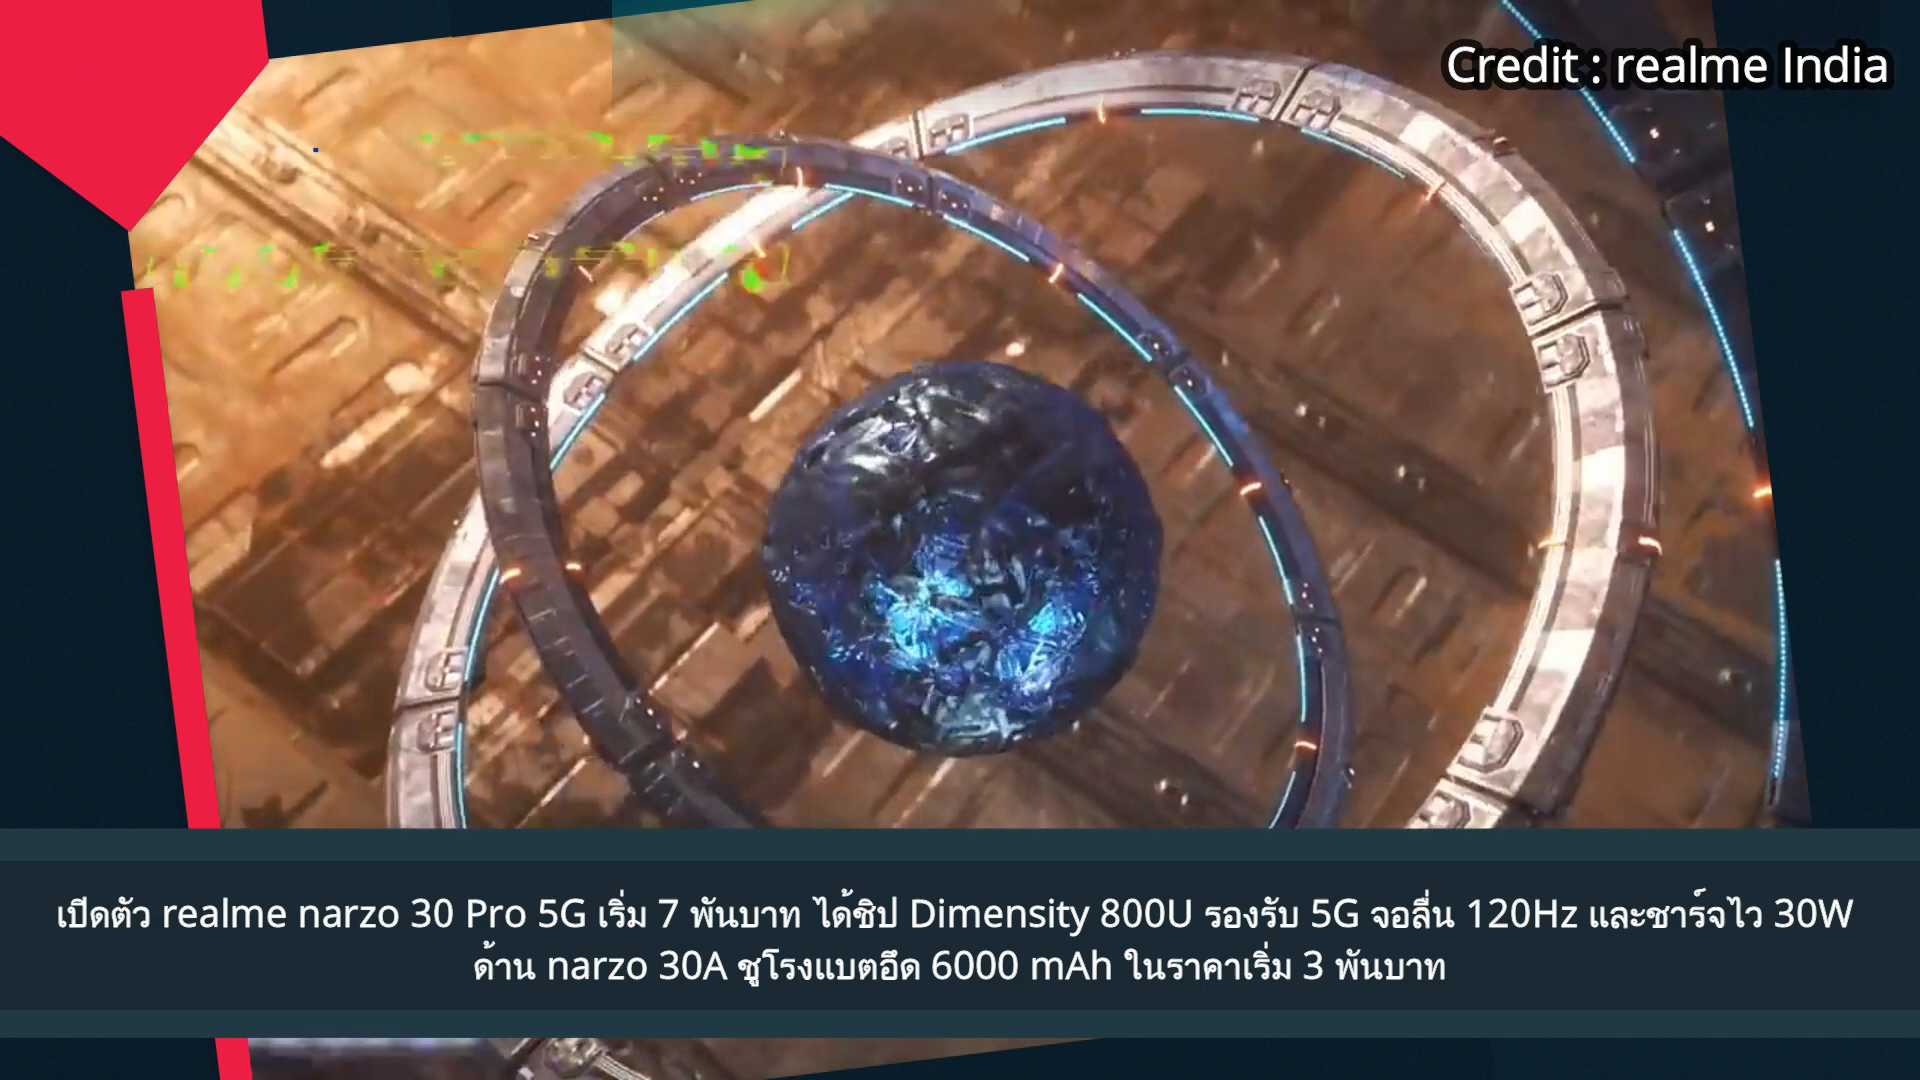 Credit : realme India
เปิดตัว realme narzo 30 Pro 5G เริ่ม 7 พันบาท ได้ชิป Dimensity 800U รองรับ 5G จอลื่น 120Hz และชาร์จไว 30W
ด้าน narzo 30A ชูโรงแบตอึด 6000 mAh ในราคาเริ่ม 3 พันบาท